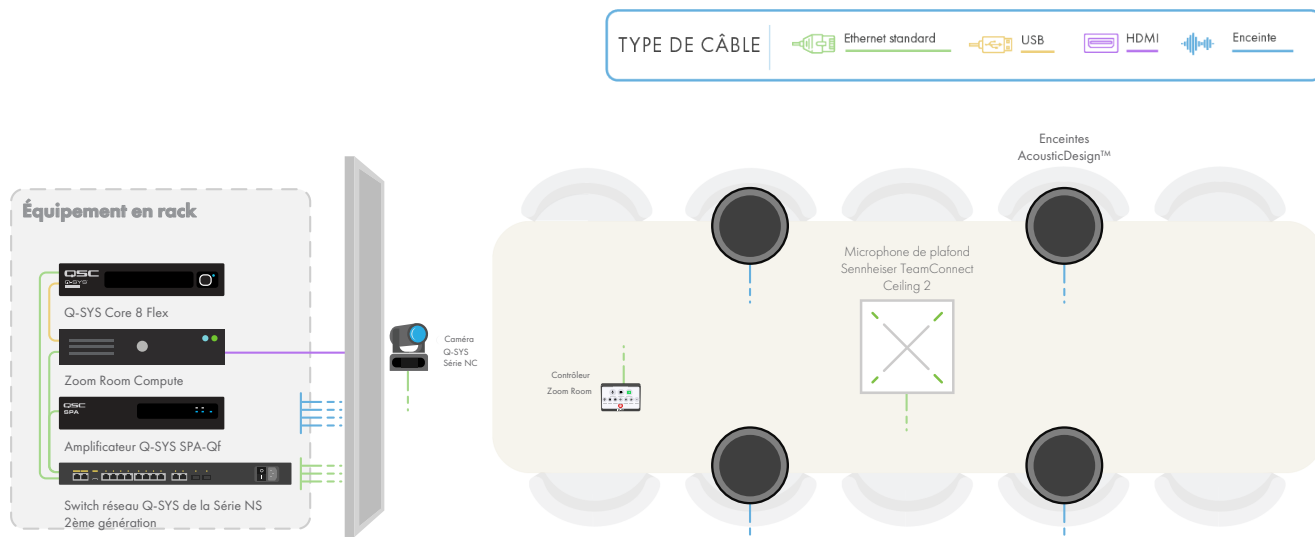 TYPE DE CÂBLE
Ethernet standard
USB
HDMI
Enceinte
Enceintes
AcousticDesign™
Équipement en rack
QSC
Q-SYS
Q-SYS Core 8 Flex
Zoom Room Compute
QSC
SPA
Amplificateur Q-SYS SPA-Qf
Switch réseau Q-SYS de la Série NS
2ème génération
Caméra
Q-SYS
Série NC
Contrôleur
Zoom Room
Microphone de plafond
Sennheiser TeamConnect
Ceiling 2